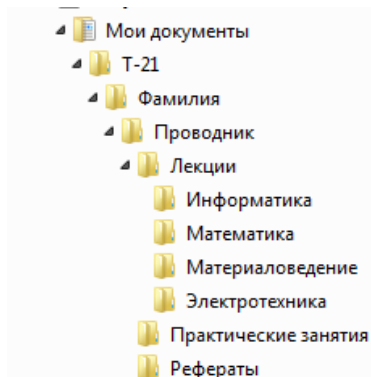 Мои документы
Т-21
Фамилия
Проводник
Лекции
Информатика
Математика
Материаловедение
Электротехника
Практические занятия
Рефераты